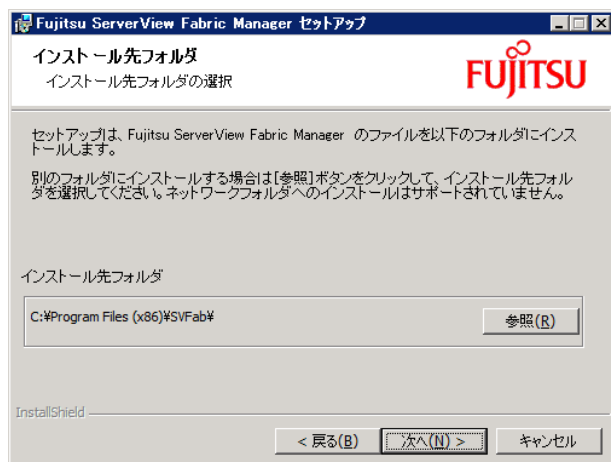 Fujitsu ServerView Fabric Manager セットアップ
インストール先フォルダ
インストール先フォルダの選択
FUJITSU
セットアップは、Fujitsu ServerView Fabric Manager のファイルを以下のフォルダにインス
トールします。
別のフォルダにインストールする場合は[参照]ボタンをクリックして、インストール先フォル
ダを選択してください。ネットワークフォルダへのインストールはサポートされていません。
インストール先フォルダ
C:¥Program Files (x86)¥SVFab¥
参照(R)
InstallShield
< 戻る(B)
次へ(N) >
キャンセル